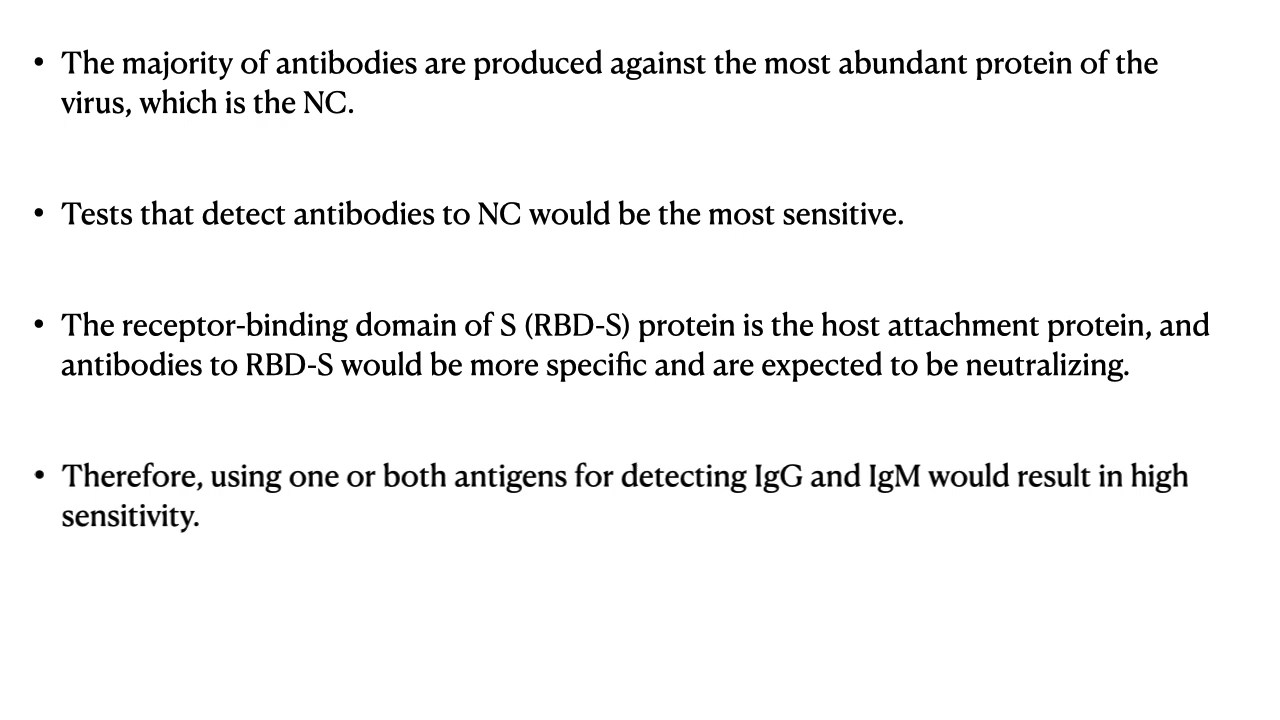 • The majority of antibodies are produced against the most abundant protein of the
virus, which is the NC.
• Tests that detect antibodies to NC would be the most sensitive.
• The receptor-binding domain of S (RBD-S) protein is the host attachment protein, and
antibodies to RBD-S would be more specific and are expected to be neutralizing.
• Therefore, using one or both antigens for detecting IgG and IgM would result in high
sensitivity.